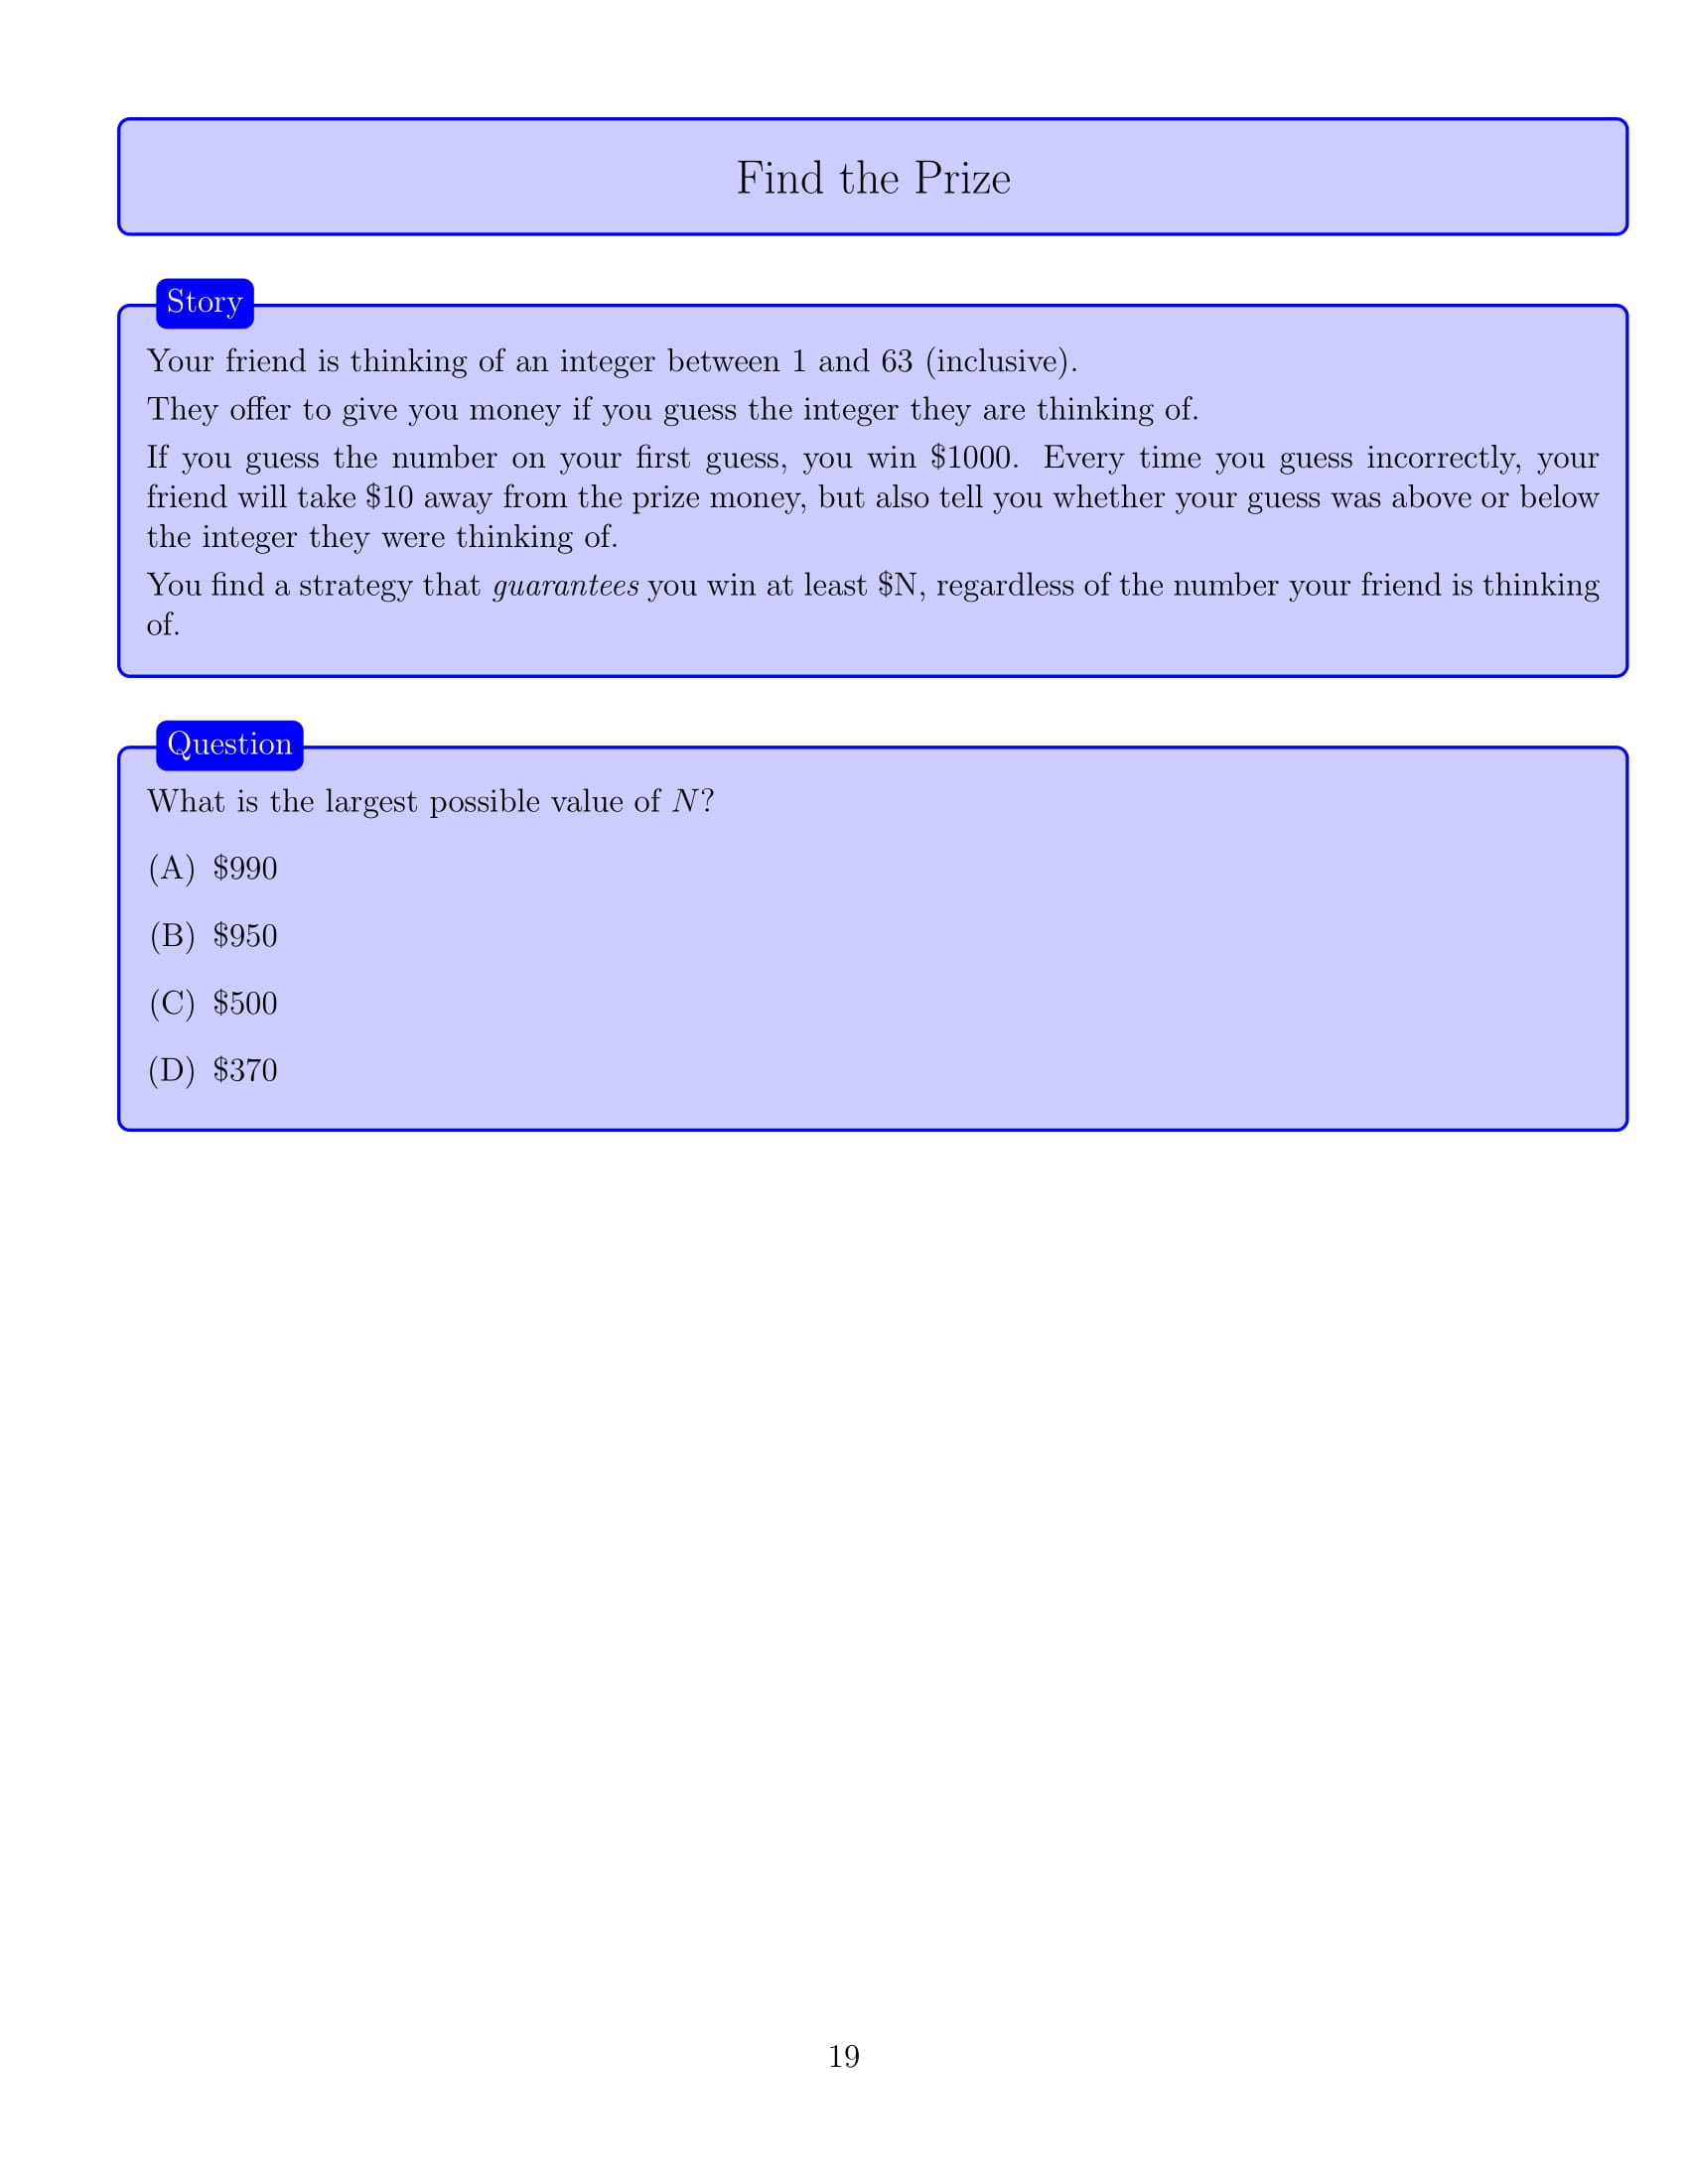 Find the Prize
Story
Your friend is thinking of an integer between 1 and 63 (inclusive).
They offer to give you money if you guess the integer they are thinking of.
If you guess the number on your first guess, you win $1000. Every time you guess incorrectly, your
friend will take $10 away from the prize money, but also tell you whether your guess was above or below
the integer they were thinking of.
You find a strategy that guarantees you win at least $N, regardless of the number your friend is thinking
of.
Question
What is the largest possible value of N?
(A) $990
(B) $950
(C) $500
(D) $370
19